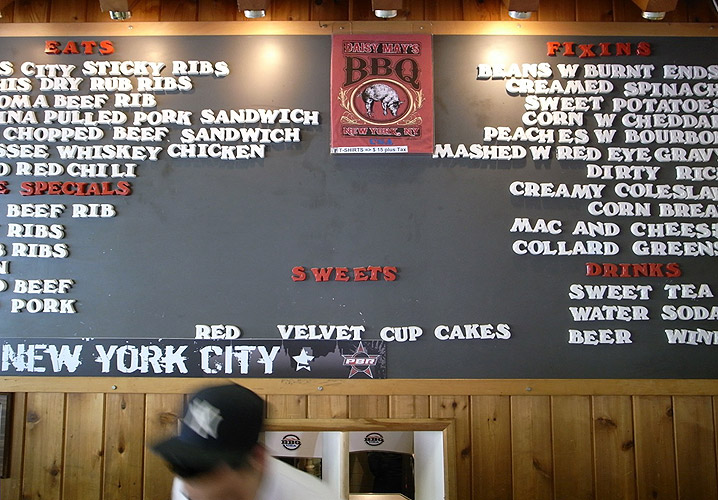 EATS
S CITY STICKY RIBS
HIS DRY RUB RIBS
OMA BEEF RIB
INA PULLED PORK SANDWICH
CHOPPED BEEF SANDWICH
SSEE WHISKEY CHICKEN
D RED CHILI
E SPECIALS
BEEF RIB
RIBS
B RIBS
N
D BEEF
PORK
DAISY MAY'S
BBQ
NEW YORK, NY
U.S.A.
T-SHIRTS => $ 15 plus Tax
SWEETS
RED VELVET CUP CAKES
NEW YORK CITY
PBR
FIXINS
BEANS W BURNT ENDS
CREAMED SPINACH
SWEET POTATOES
CORN W CHEDDAR
PEACHES W BOURBON
MASHED W RED EYE GRAVY
DIRTY RICE
CREAMY COLESLAW
CORN BREA
MAC AND CHEESE
COLLARD GREENS
DRINKS
SWEET TEA
WATER SODA
BEER WINE
BBQ
BBQ